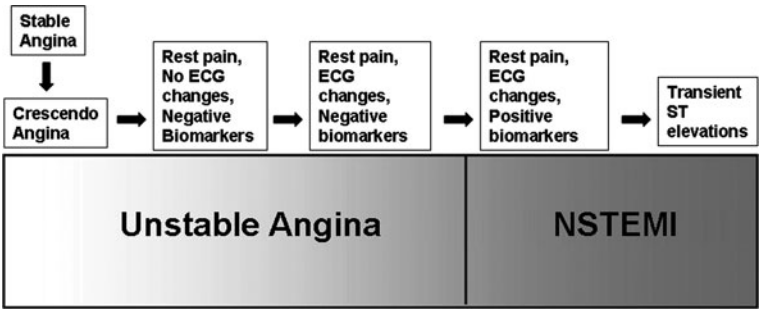 Stable
Angina
Crescendo
Angina
Rest pain,
No ECG
changes,
Negative
Biomarkers
Rest pain,
ECG
changes,
Negative
biomarkers
Rest pain,
ECG
changes,
Positive
biomarkers
Transient
ST
elevations
Unstable Angina
NSTEMI